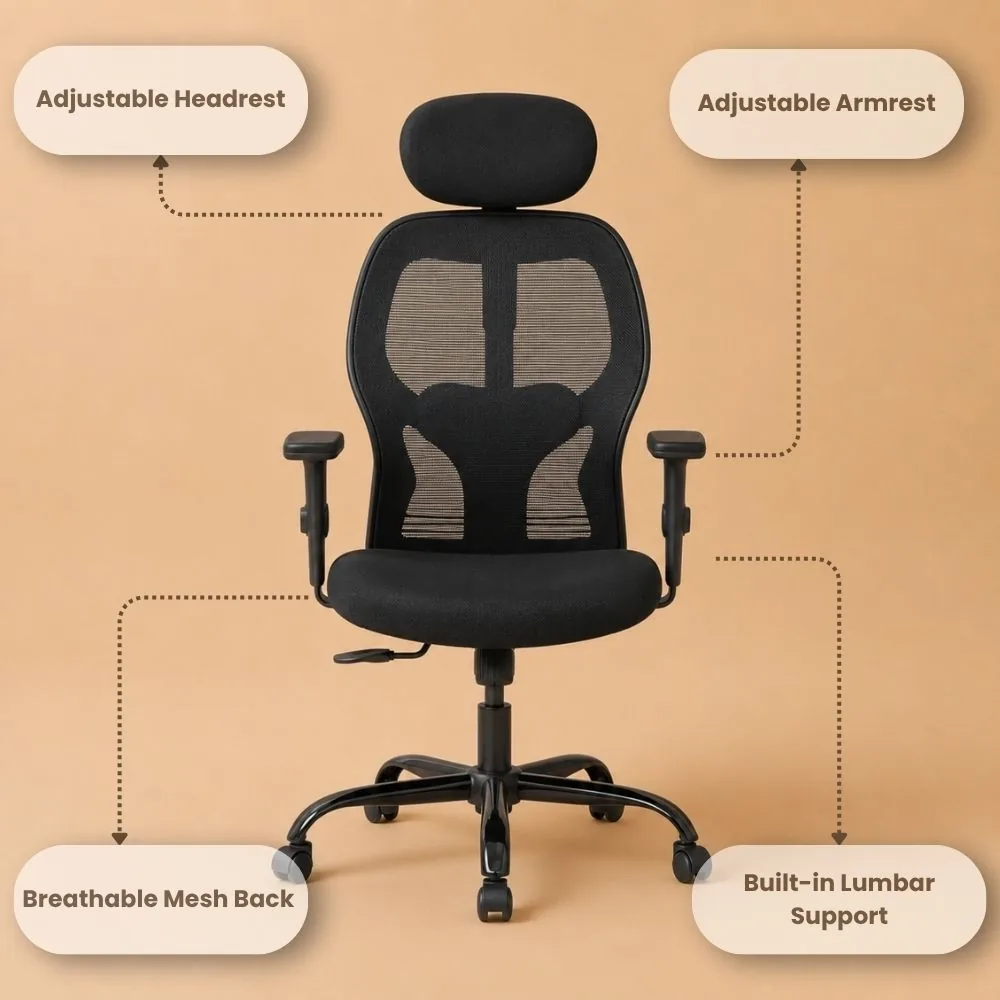 Adjustable Headrest
Adjustable Armrest
Breathable Mesh Back
Built-in Lumbar
Support